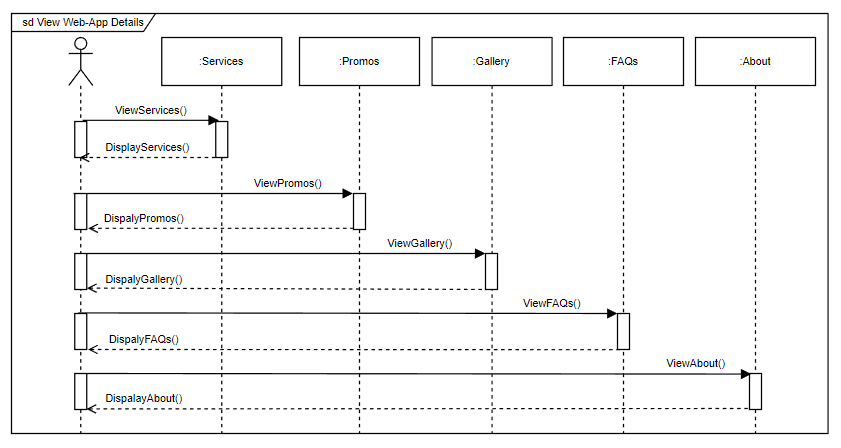 sd View Web-App Details
:Services
:Promos
:Gallery
:FAQs
:About
ViewServices()
DisplayServices()
ViewPromos()
DispalyPromos()
ViewGallery()
DispalyGallery()
ViewFAQs()
DispalyFAQs()
ViewAbout()
DispalayAbout()